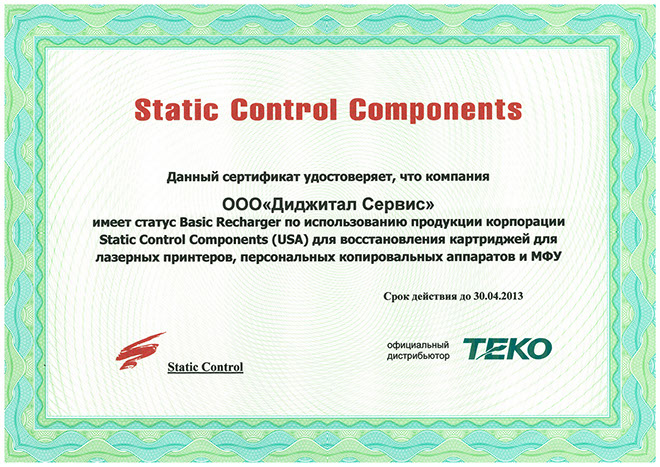 Static Control Components
Данный сертификат удостоверяет, что компания
ООО«Диджитал Сервис»
имеет статус Basic Recharger по использованию продукции корпорации
Static Control Components (USA) для восстановления картриджей для
лазерных принтеров, персональных копировальных аппаратов и МФУ
Срок действия до 30.04.2013
Static Control
официальный
дистрибьютор
TEKO